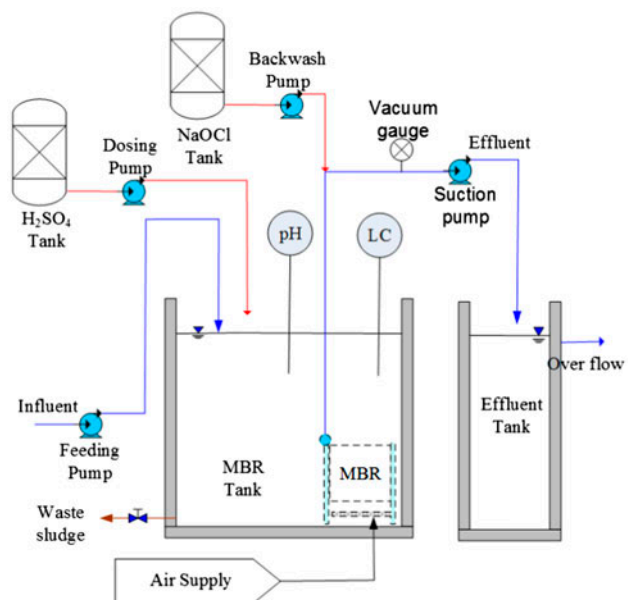 Backwash
Pump
NaOCl
Tank
Vacuum
gauge
Effluent
Suction
pump
Dosing
Pump
H₂SO₄
Tank
pH
LC
Over flow
Influent
Feeding
Pump
MBR
Tank
MBR
Effluent
Tank
Waste
sludge
Air Supply